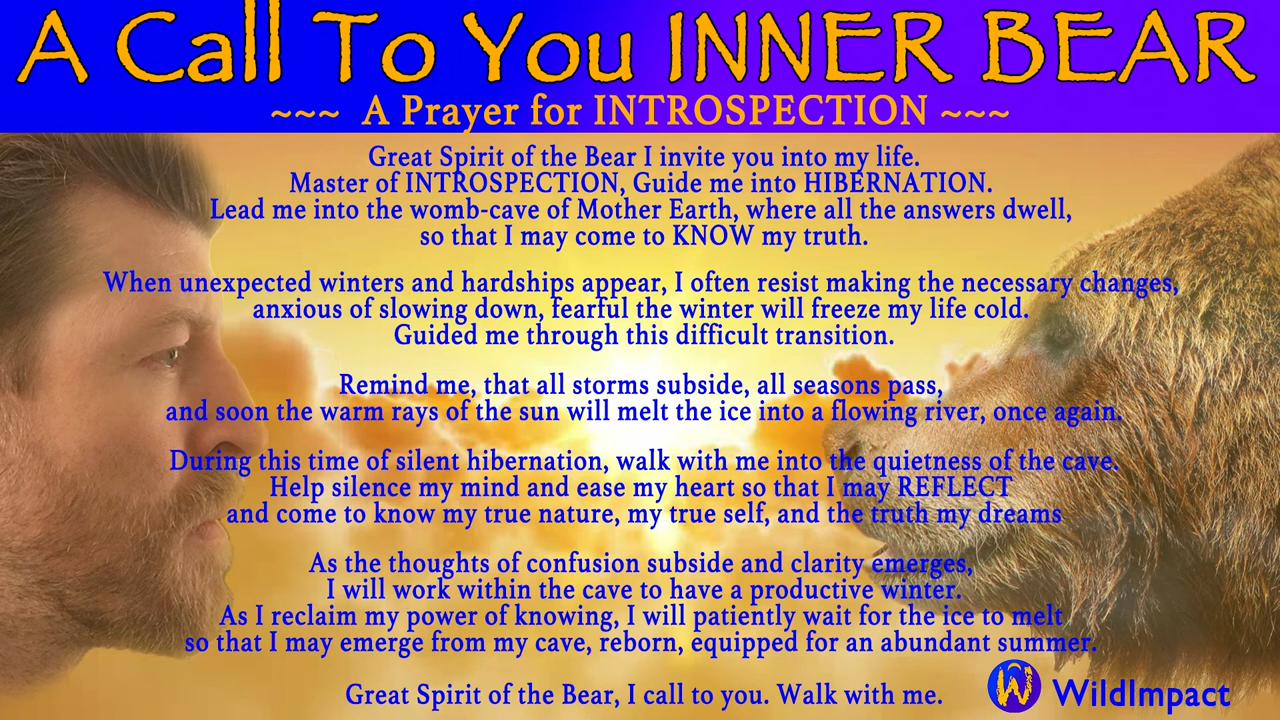 A Call To You INNER BEAR
~~~ A Prayer for INTROSPECTION ~~~
Great Spirit of the Bear I invite you into my life.
Master of INTROSPECTION, Guide me into HIBERNATION.
Lead me into the womb-cave of Mother Earth, where all the answers dwell,
so that I may come to KNOW my truth.
When unexpected winters and hardships appear, I often resist making the necessary changes,
anxious of slowing down, fearful the winter will freeze my life cold.
Guided me through this difficult transition.
Remind me, that all storms subside, all seasons pass,
and soon the warm rays of the sun will melt the ice into a flowing river, once again.
During this time of silent hibernation, walk with me into the quietness of the cave.
Help silence my mind and ease my heart so that I may REFLECT
and come to know my true nature, my true self, and the truth my dreams
As the thoughts of confusion subside and clarity emerges,
I will work within the cave to have a productive winter.
As I reclaim my power of knowing, I will patiently wait for the ice to melt
so that I may emerge from my cave, reborn, equipped for an abundant summer.
Great Spirit of the Bear, I call to you. Walk with me.
W WildImpact